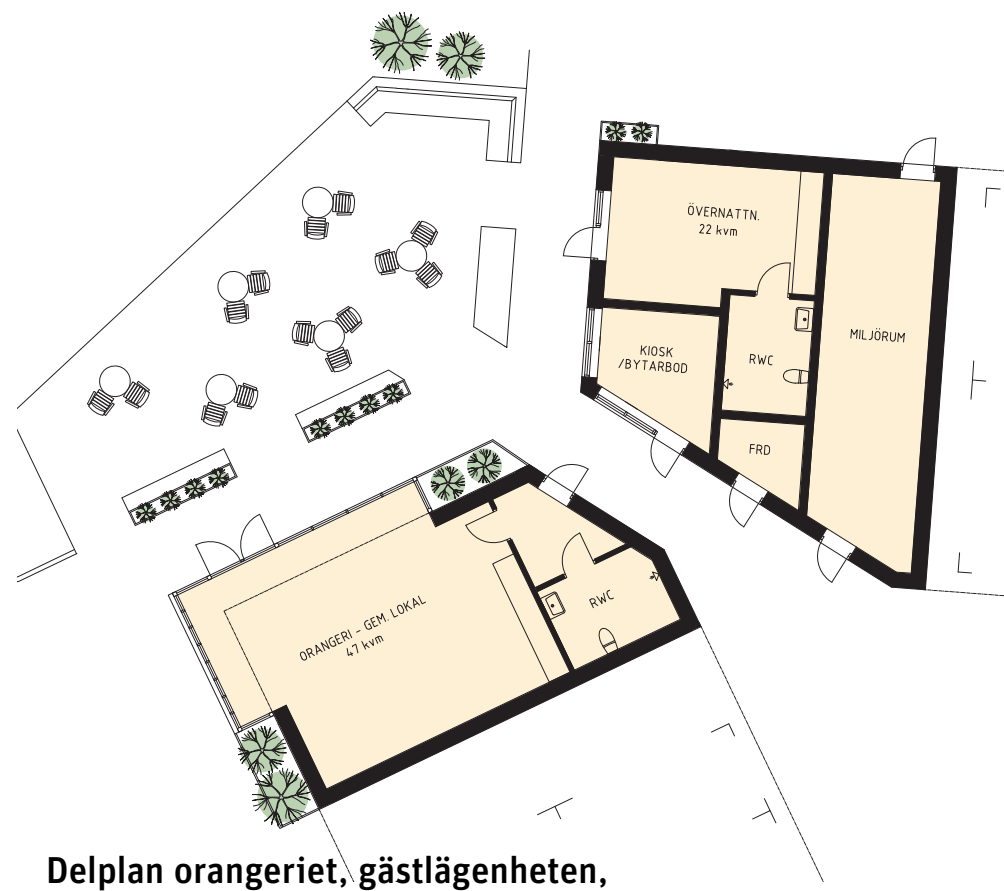 ÖVERNATTN.
22 kvm
MILJÖRUM
KIOSK
/BYTARBOD
RWC
FRD
ORANGERI - GEM. LOKAL
47 kvm
RWC
Delplan orangeriet, gästlägenheten,